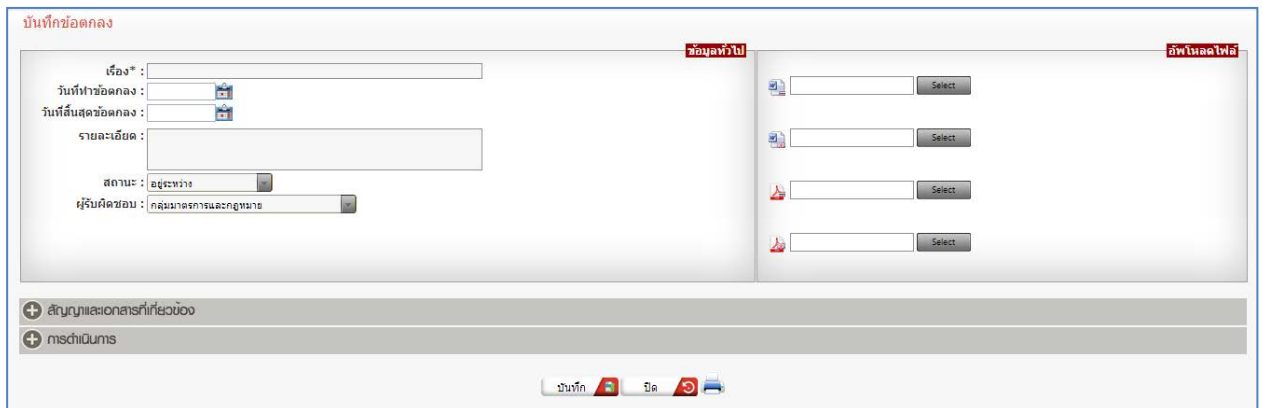 บันทึกข้อตกลง
ข้อมูลทั่วไป
เรื่อง* :
วันที่ทำข้อตกลง :
วันที่สิ้นสุดข้อตกลง :
รายละเอียด :
สถานะ : อยู่ระหว่าง
ผู้รับผิดชอบ : กลุ่มมาตรการและกฎหมาย
อัพโหลดไฟล์
Select
Select
Select
Select
สัญญาและเอกสารที่เกี่ยวข้อง
การดำเนินการ
บันทึก ปิด